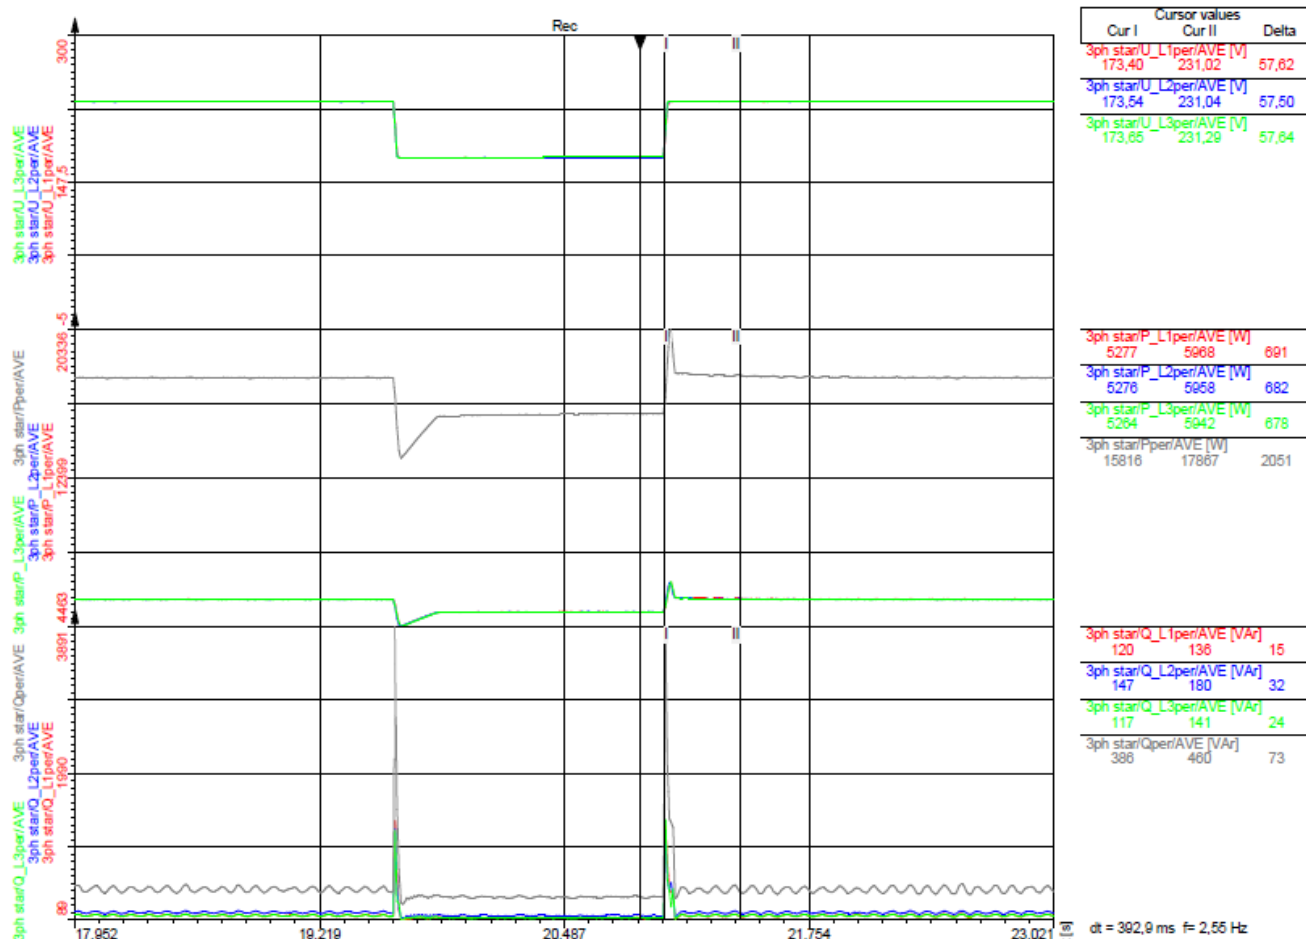 Rec
Cursor values
Cur I Cur II Delta
3ph star/U_L1per/AVE [V]
173,40 231,02 57,62
3ph star/U_L2per/AVE [V]
173,54 231,04 57,50
3ph star/U_L3per/AVE [V]
173,65 231,29 57,64
300
147,5
-5
3ph star/U_L3per/AVE
3ph star/U_L2per/AVE
3ph star/U_L1per/AVE
I II
3ph star/P_L1per/AVE [W]
5277 5968 691
3ph star/P_L2per/AVE [W]
5276 5958 682
3ph star/P_L3per/AVE [W]
5264 5942 678
3ph star/Pper/AVE [W]
15816 17867 2051
20336
12399
4463
3ph star/Pper/AVE
3ph star/P_L3per/AVE
3ph star/P_L2per/AVE
3ph star/P_L1per/AVE
I II
3ph star/Q_L1per/AVE [VAr]
120 136 15
3ph star/Q_L2per/AVE [VAr]
147 180 32
3ph star/Q_L3per/AVE [VAr]
117 141 24
3ph star/Qper/AVE [VAr]
386 460 73
3891
1990
89
3ph star/Qper/AVE
3ph star/Q_L3per/AVE
3ph star/Q_L2per/AVE
3ph star/Q_L1per/AVE
I II
17.952 19.219 20.487 21.754 23.021 [s]
dt = 392,9 ms f= 2,55 Hz